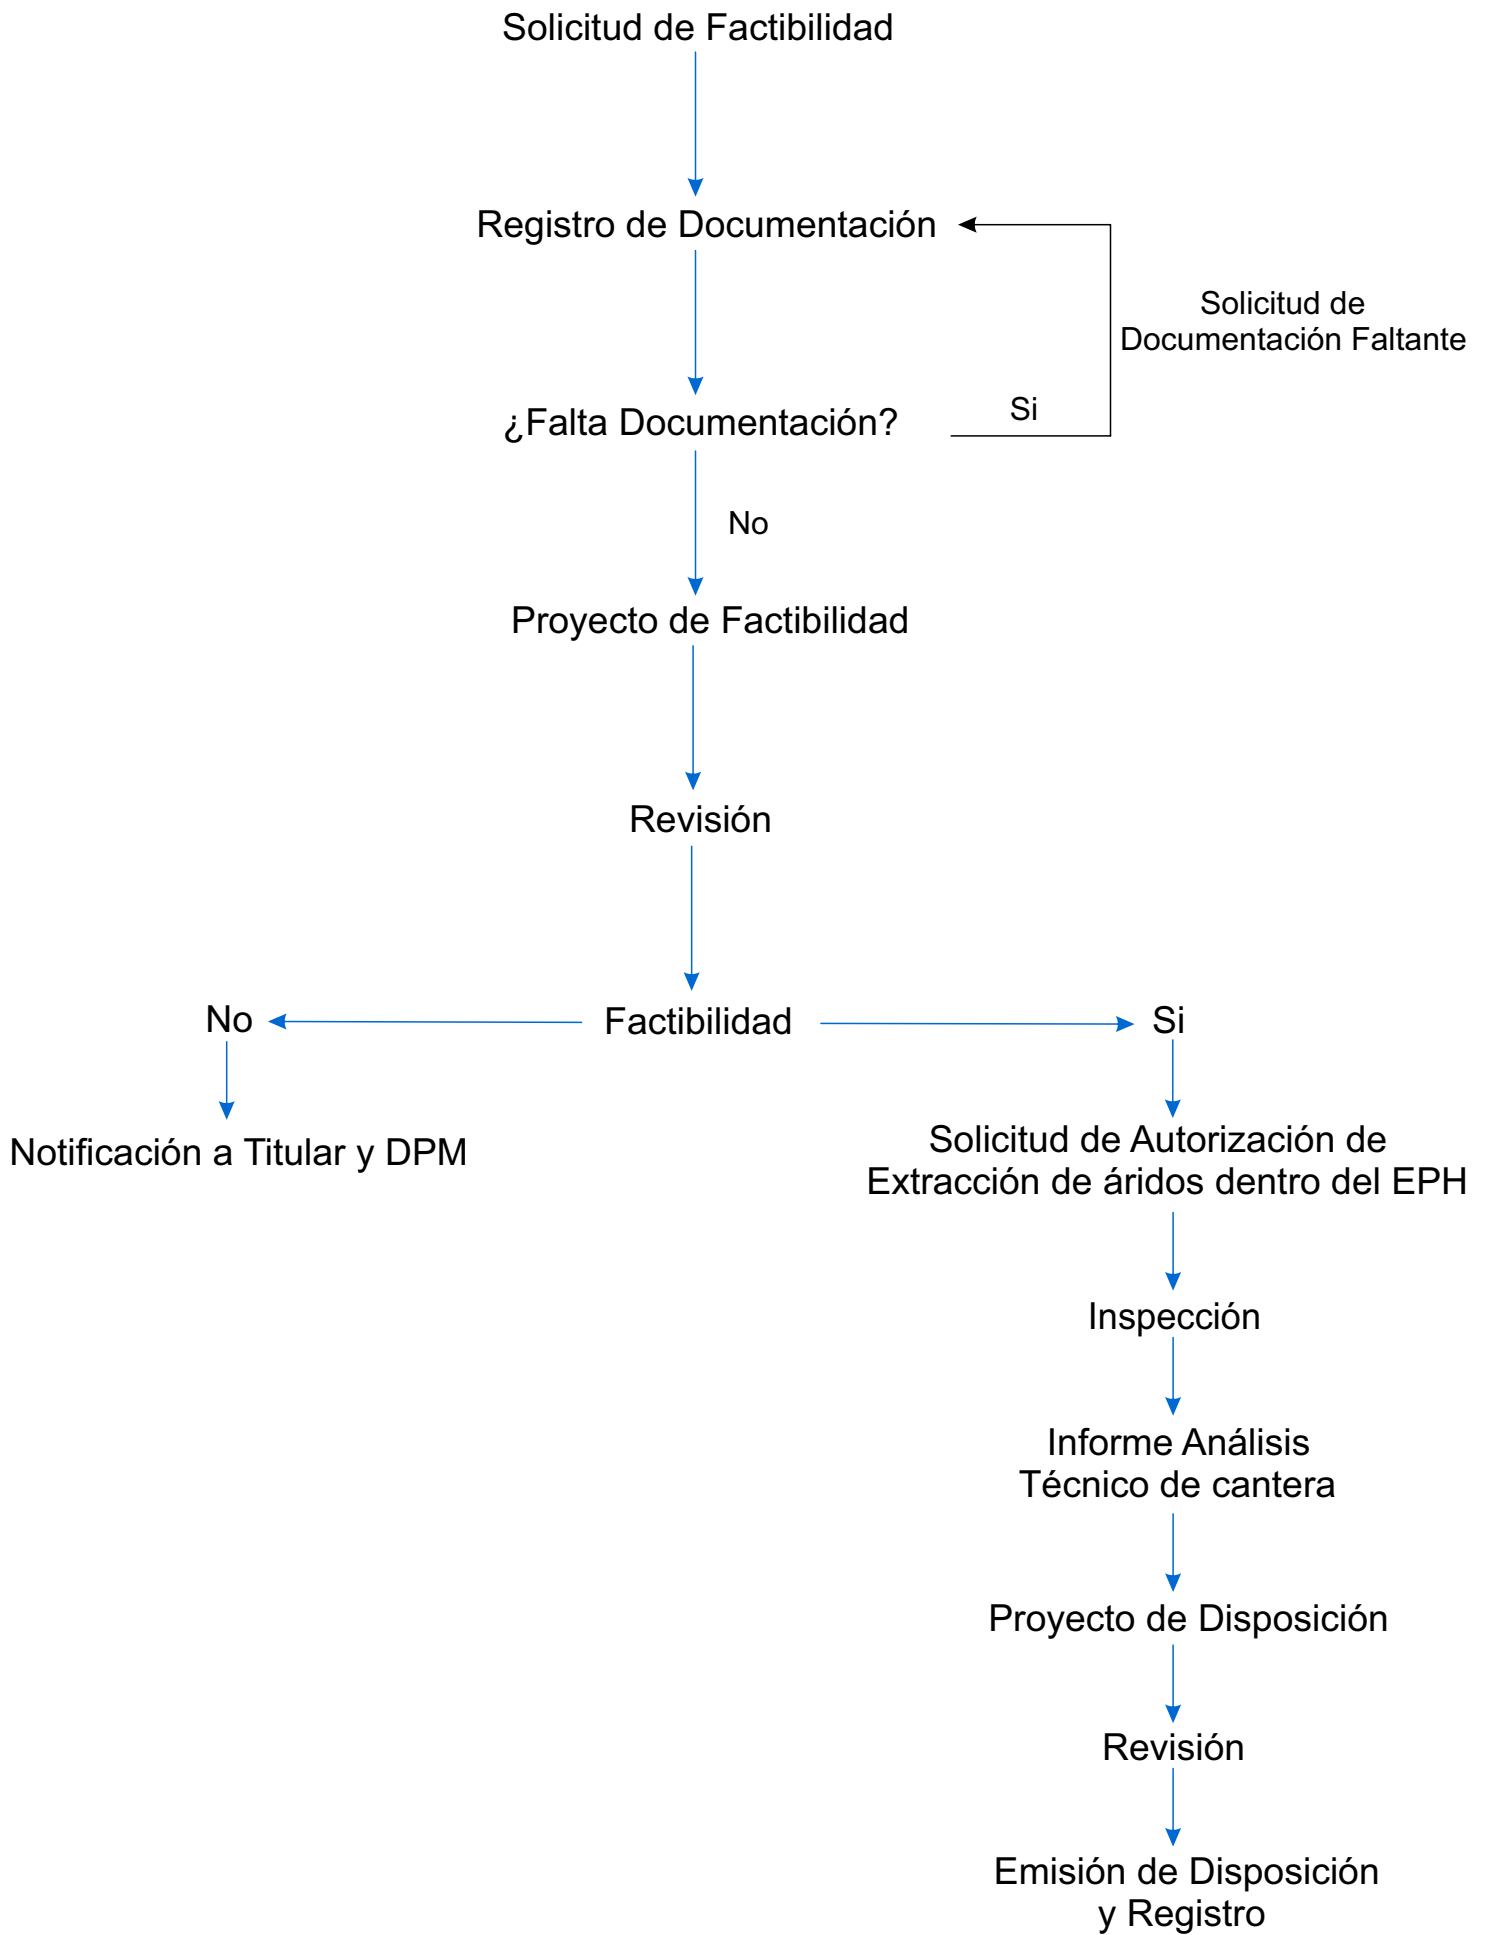 Solicitud de Factibilidad
Registro de Documentación
Solicitud de
Documentación Faltante
Si
¿Falta Documentación?
No
Proyecto de Factibilidad
Revisión
No
Factibilidad
Si
Notificación a Titular y DPM
Solicitud de Autorización de
Extracción de áridos dentro del EPH
Inspección
Informe Análisis
Técnico de cantera
Proyecto de Disposición
Revisión
Emisión de Disposición
y Registro